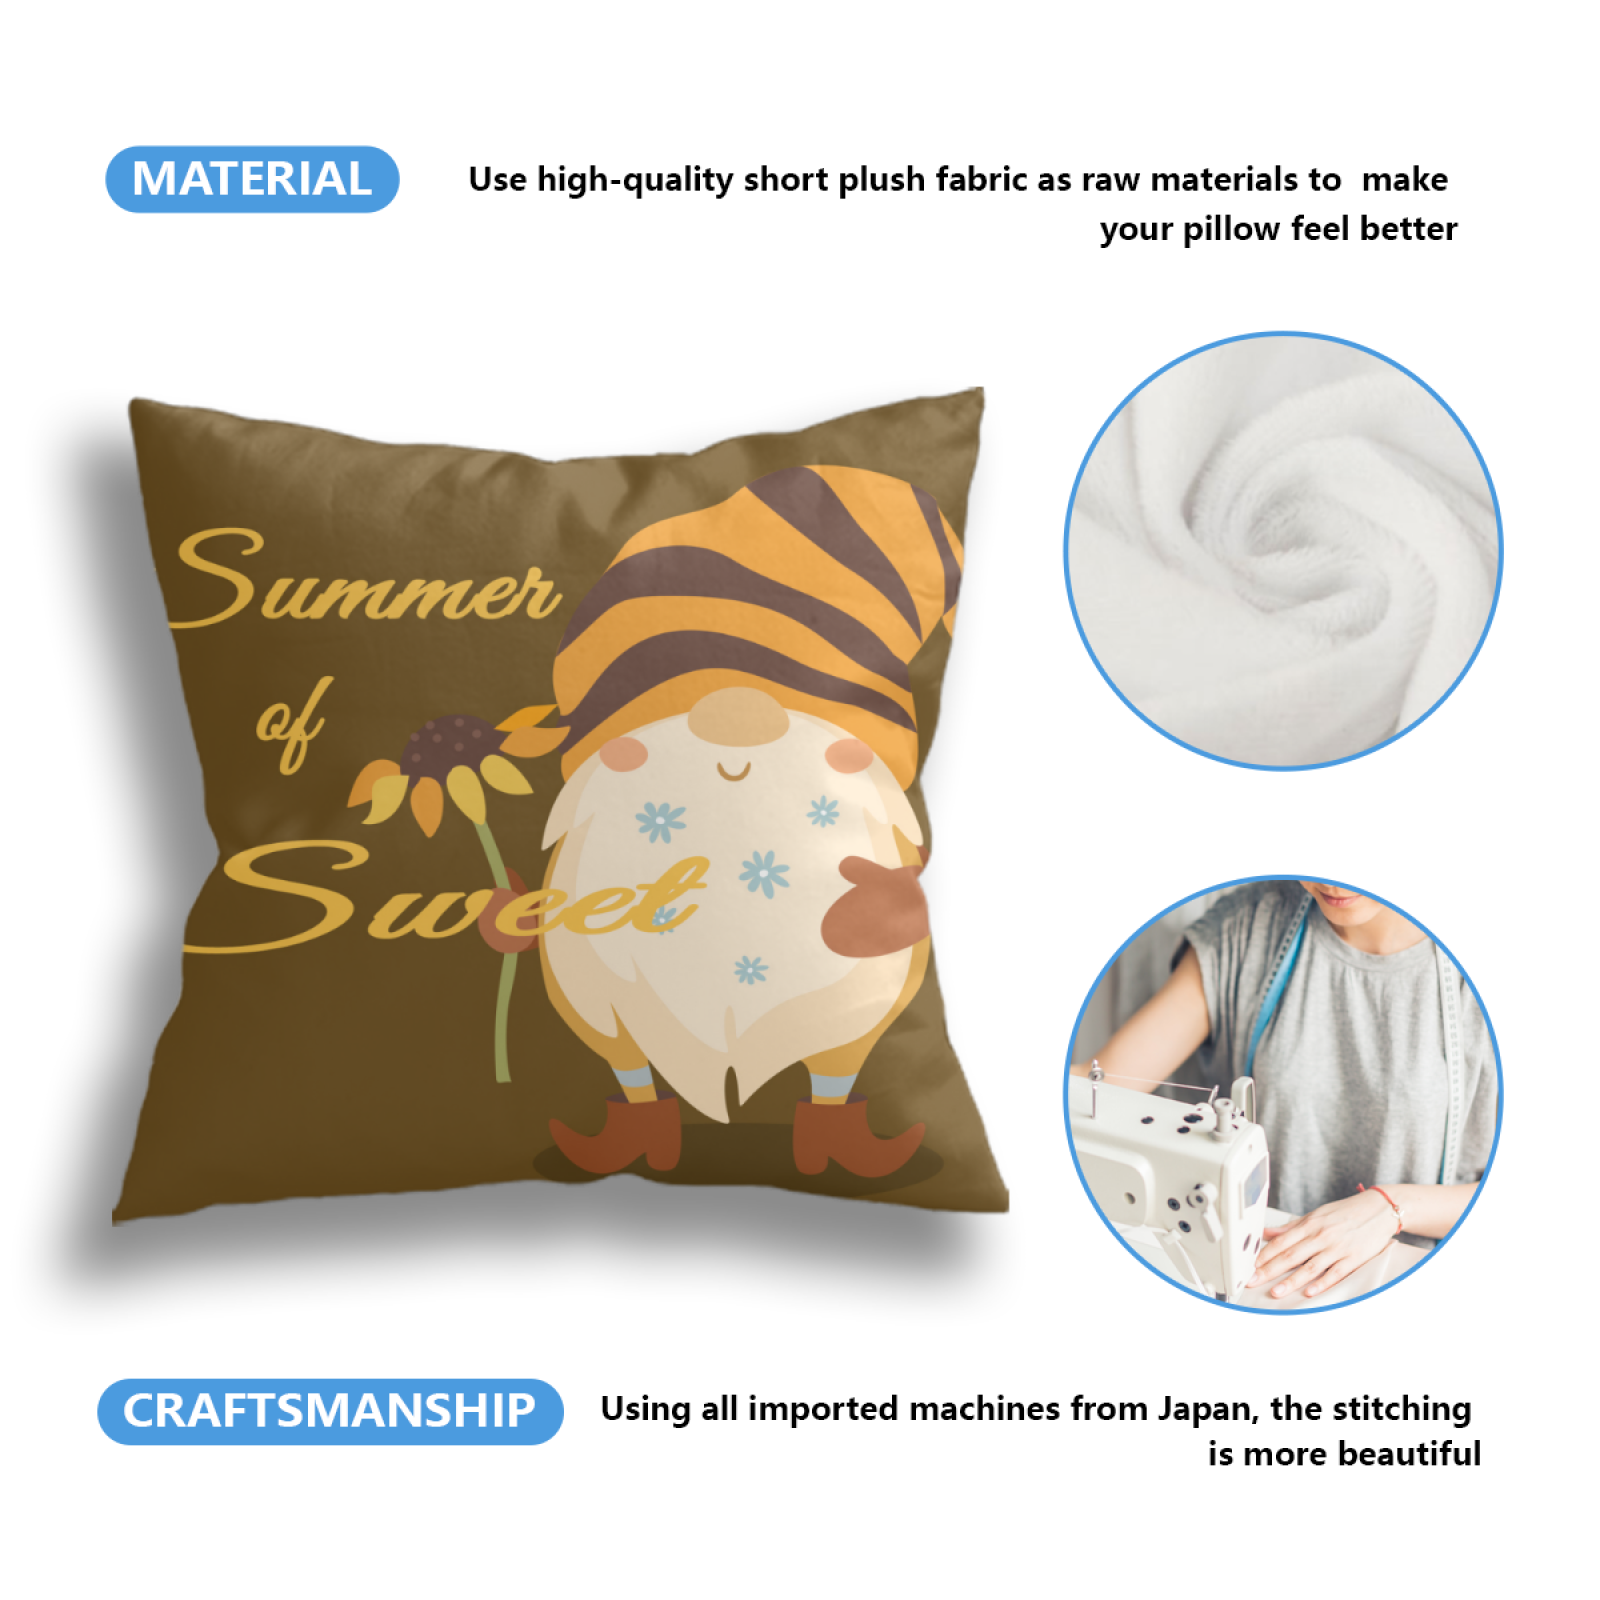 MATERIAL
Use high-quality short plush fabric as raw materials to make
your pillow feel better
Summer
of
Sweet
CRAFTSMANSHIP
Using all imported machines from Japan, the stitching
is more beautiful